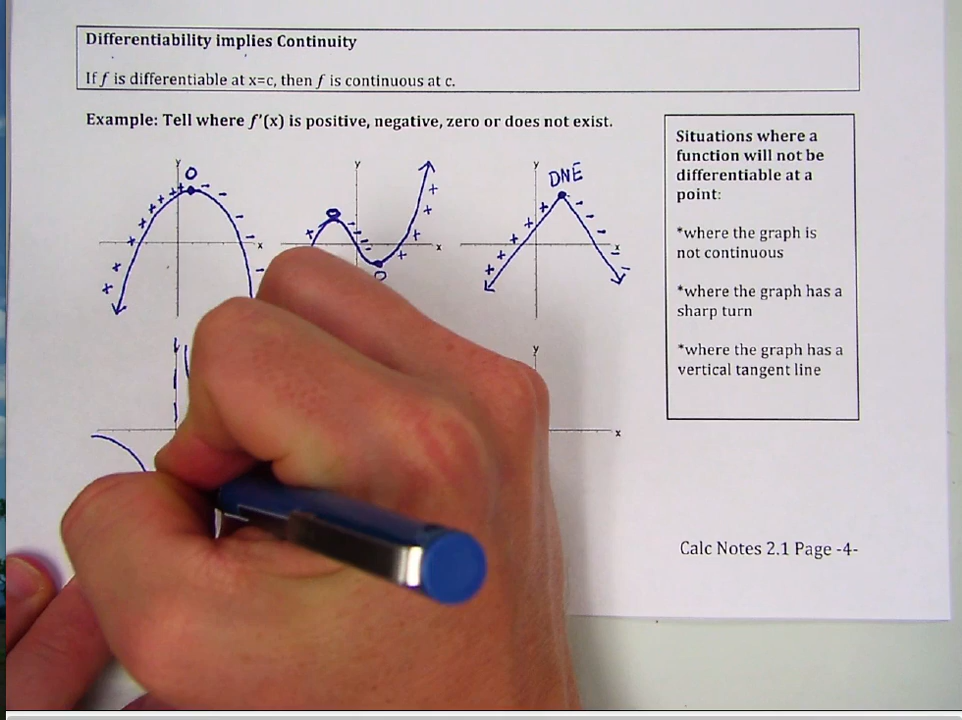 Differentiability implies Continuity
If f is differentiable at x=c, then f is continuous at c.
Example: Tell where f'(x) is positive, negative, zero or does not exist.
y
0
x
y
0
x
0
y
DNE
x
y
x
Situations where a
function will not be
differentiable at a
point:
*where the graph is
not continuous
*where the graph has a
sharp turn
*where the graph has a
vertical tangent line
Calc Notes 2.1 Page -4-